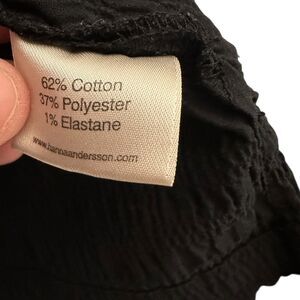 62% Cotton
37% Polyester
1% Elastane
www.hannaandersson.com